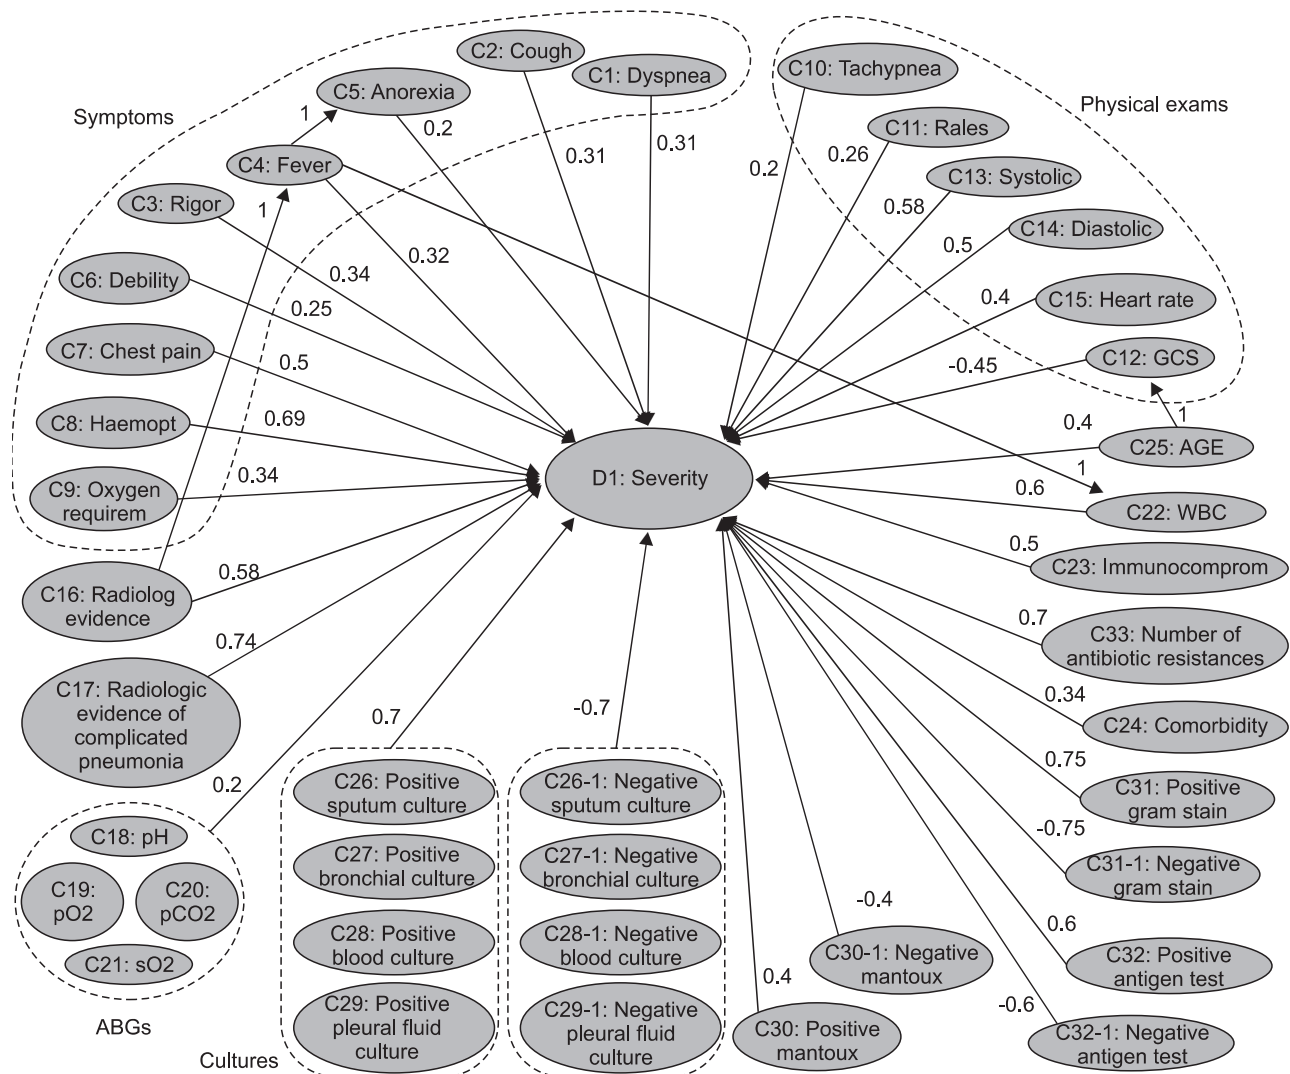 C2: Cough
C1: Dyspnea
C5: Anorexia
C10: Tachypnea
Symptoms
Physical exams
1
0.2
C11: Rales
C4: Fever
0.31
0.31
0.2
0.26
C13: Systolic
C3: Rigor
1
0.58
C14: Diastolic
C6: Debility
0.34
0.32
0.5
0.25
0.4
C15: Heart rate
C7: Chest pain
0.5
-0.45
C12: GCS
C8: Haemopt
0.69
0.4
1
C25: AGE
C9: Oxygen
requirem
0.34
D1: Severity
1
0.6
C22: WBC
0.5
C23: Immunocomprom
C16: Radiolog
evidence
0.58
0.7
C33: Number of
antibiotic resistances
0.74
C17: Radiologic
evidence of
complicated
pneumonia
0.34
C24: Comorbidity
0.7
-0.7
0.75
0.2
C31: Positive
gram stain
C26: Positive
sputum culture
C26-1: Negative
sputum culture
-0.75
C18: pH
C27: Positive
bronchial culture
C27-1: Negative
bronchial culture
C31-1: Negative
gram stain
C19:
pO2
C20:
pCO2
-0.4
C28: Positive
blood culture
C28-1: Negative
blood culture
0.6
C21: sO2
C30-1: Negative
mantoux
C32: Positive
antigen test
0.4
C29: Positive
pleural fluid
culture
C29-1: Negative
pleural fluid
culture
-0.6
ABGs
C30: Positive
mantoux
C32-1: Negative
antigen test
Cultures